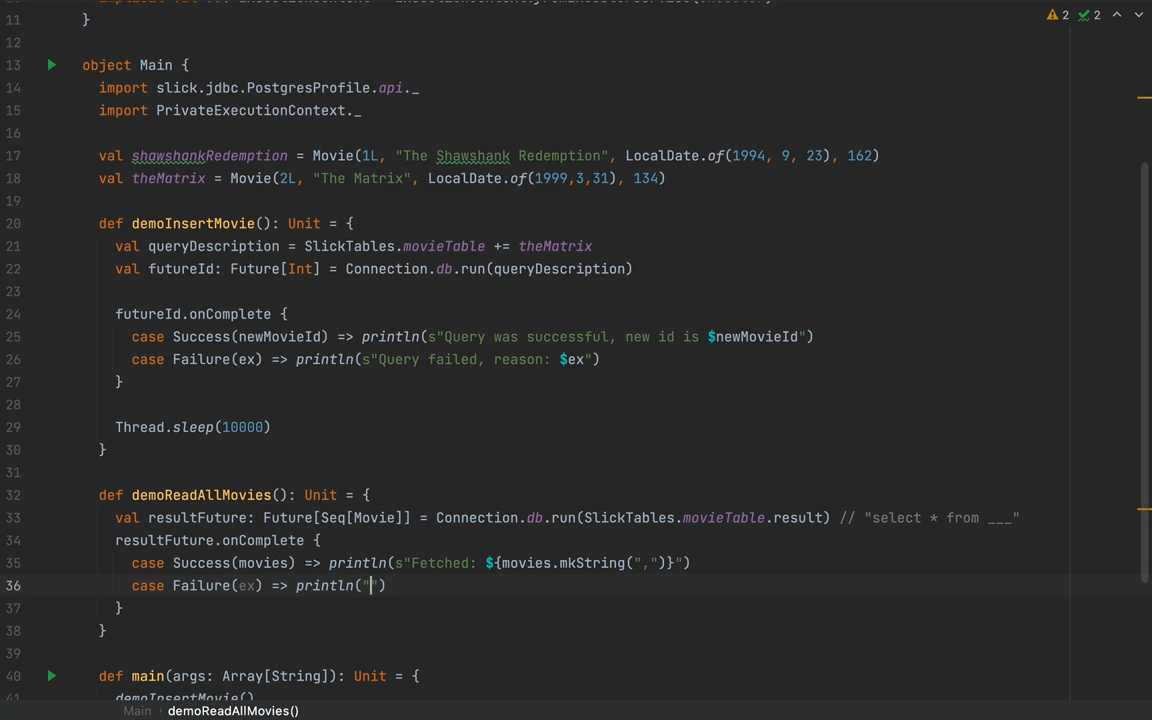 11 }
2 2
12
13 object Main {
14 import slick.jdbc.PostgresProfile.api._
15 import PrivateExecutionContext._
16
17 val shawshankRedemption = Movie(1L, "The Shawshank Redemption", LocalDate.of(1994, 9, 23), 162)
18 val theMatrix = Movie(2L, "The Matrix", LocalDate.of(1999,3,31), 134)
19
20 def demoInsertMovie(): Unit = {
21 val queryDescription = SlickTables.movieTable += theMatrix
22 val futureId: Future[Int] = Connection.db.run(queryDescription)
23
24 futureId.onComplete {
25 case Success(newMovieId) => println(s"Query was successful, new id is $newMovieId")
26 case Failure(ex) => println(s"Query failed, reason: $ex")
27 }
28
29 Thread.sleep(10000)
30 }
31
32 def demoReadAllMovies(): Unit = {
33 val resultFuture: Future[Seq[Movie]] = Connection.db.run(SlickTables.movieTable.result) // "select * from ___"
34 resultFuture.onComplete {
35 case Success(movies) => println(s"Fetched: ${movies.mkString(",")}")
36 case Failure(ex) => println("")
37 }
38 }
39
40 def main(args: Array[String]): Unit = {
41 demoInsertMovie()
Main › demoReadAllMovies()